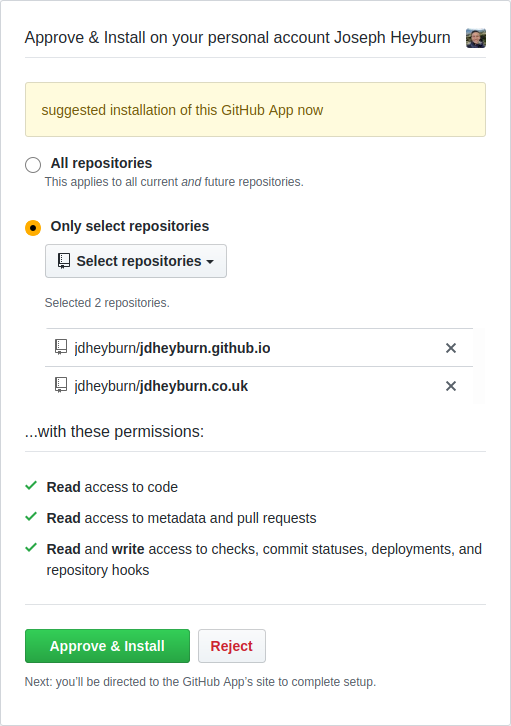 Approve & Install on your personal account Joseph Heyburn
suggested installation of this GitHub App now
All repositories
This applies to all current and future repositories.
Only select repositories
Select repositories
Selected 2 repositories.
jdheyburn/jdheyburn.github.io
jdheyburn/jdheyburn.co.uk
...with these permissions:
Read access to code
Read access to metadata and pull requests
Read and write access to checks, commit statuses, deployments, and
repository hooks
Approve & Install Reject
Next: you’ll be directed to the GitHub App’s site to complete setup.